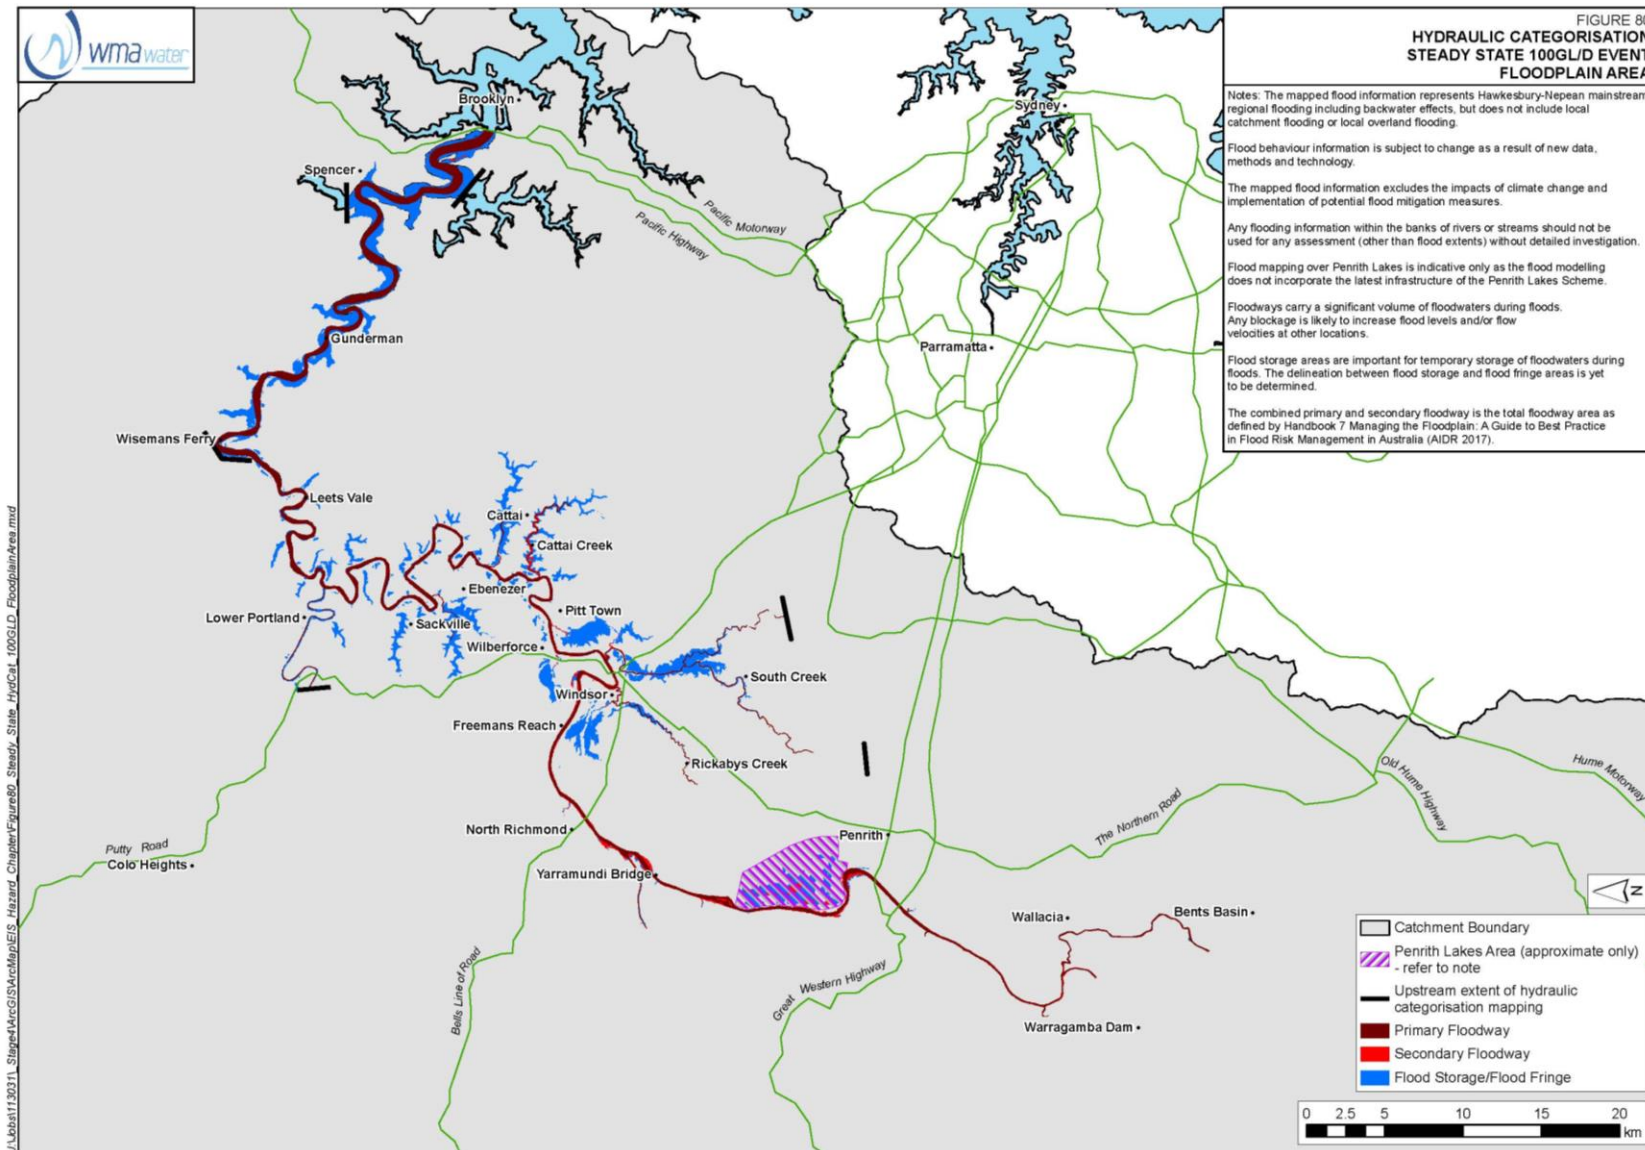 wmawater
FIGURE 80
HYDRAULIC CATEGORISATION
STEADY STATE 100GL/D EVENT
FLOODPLAIN AREA
Notes: The mapped flood information represents Hawkesbury-Nepean mainstream
regional flooding including backwater effects, but does not include local
catchment flooding or local overland flooding.
Flood behaviour information is subject to change as a result of new data,
methods and technology.
The mapped flood information excludes the impacts of climate change and
implementation of potential flood mitigation measures.
Any flooding information within the banks of rivers or streams should not be
used for any assessment (other than flood extents) without detailed investigation.
Flood mapping over Penrith Lakes is indicative only as the flood modelling
does not incorporate the latest infrastructure of the Penrith Lakes Scheme.
Floodways carry a significant volume of floodwaters during floods.
Any blockage is likely to increase flood levels and/or flow
velocities at other locations.
Flood storage areas are important for temporary storage of floodwaters during
floods. The delineation between flood storage and flood fringe areas is yet
to be determined.
The combined primary and secondary floodway is the total floodway area as
defined by Handbook 7 Managing the Floodplain: A Guide to Best Practice
in Flood Risk Management in Australia (AIDR 2017).
Brooklyn
Sydney
Spencer
Pacific Motorway
Pacific Highway
Gunderman
Parramatta
Wisemans Ferry
Leets Vale
Cattai
Cattai Creek
Ebenezer
Pitt Town
Lower Portland
Sackville
Wilberforce
South Creek
Windsor
Freemans Reach
Rickabys Creek
Old Hume Highway
Hume Motorway
The Northern Road
North Richmond
Penrith
Putty Road
Colo Heights
Yarramundi Bridge
Wallacia
Bents Basin
Bells Line of Road
Great Western Highway
Warragamba Dam
N
Catchment Boundary
Penrith Lakes Area (approximate only)
- refer to note
Upstream extent of hydraulic
categorisation mapping
Primary Floodway
Secondary Floodway
Flood Storage/Flood Fringe
0 2.5 5 10 15 20
km
J:\Jobs\113031\_Stage4\ArcGIS\ArcMap\EIS_Hazard_Chapter\Figure80_Steady_State_HydCat_100GLD_FloodplainArea.mxd